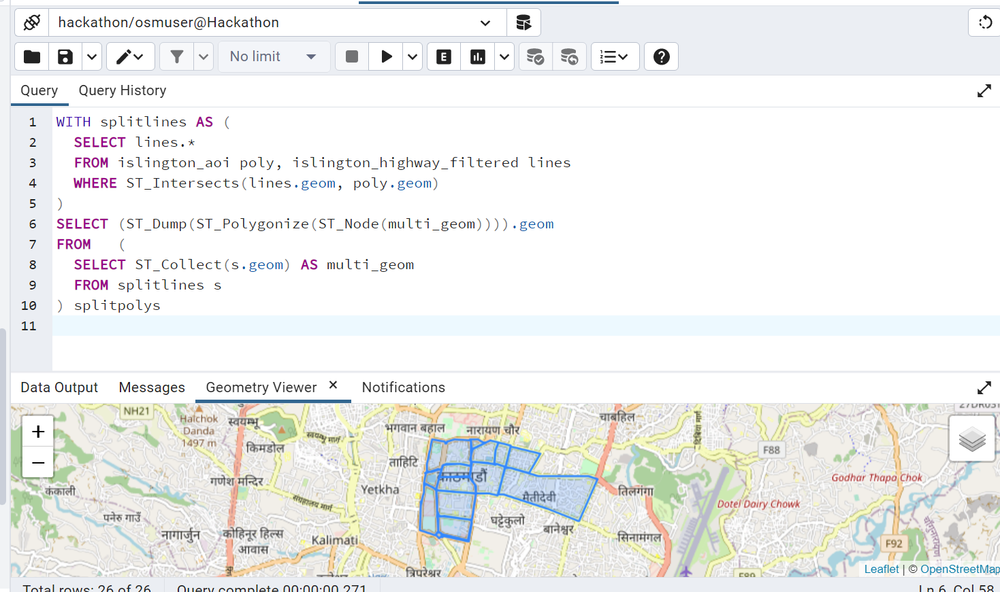 hackathon/osmuser@Hackathon
No limit
E
Query
Query History
1 WITH splitlines AS (
2 SELECT lines.*
3 FROM islington_aoi poly, islington_highway_filtered lines
4 WHERE ST_Intersects(lines.geom, poly.geom)
5 )
6 SELECT (ST_Dump(ST_Polygonize(ST_Node(multi_geom)))).geom
7 FROM (
8 SELECT ST_Collect(s.geom) AS multi_geom
9 FROM splitlines s
10 ) splitpolys
11
Data Output
Messages
Geometry Viewer ×
Notifications
+
−
NH21
Halchok
Danda
1497 m
स्वयम्भू
स्वयम्भू मार्ग
भगवान बहाल
नारायण चौर
चाबहिल
किमडोल
ताहिटि
F88
कंकाली
गणेश मन्दिर
Yetkha
काठमाडौं
मैतीदेवी
तिलगंगा
Godhar Thapa Chok
Dotel Dairy Chowk
पनेरु गाउँ
नागार्जुन
कोहिनूर हिल्स
आवास
Kalimati
घट्टेकुलो
बानेश्वर
सिनामंगल
F92
त्रिपुरेश्वर
F89
Leaflet | © OpenStreetMap
Total rows: 26 of 26
Query complete 00:00:00.271
Ln 6, Col 58